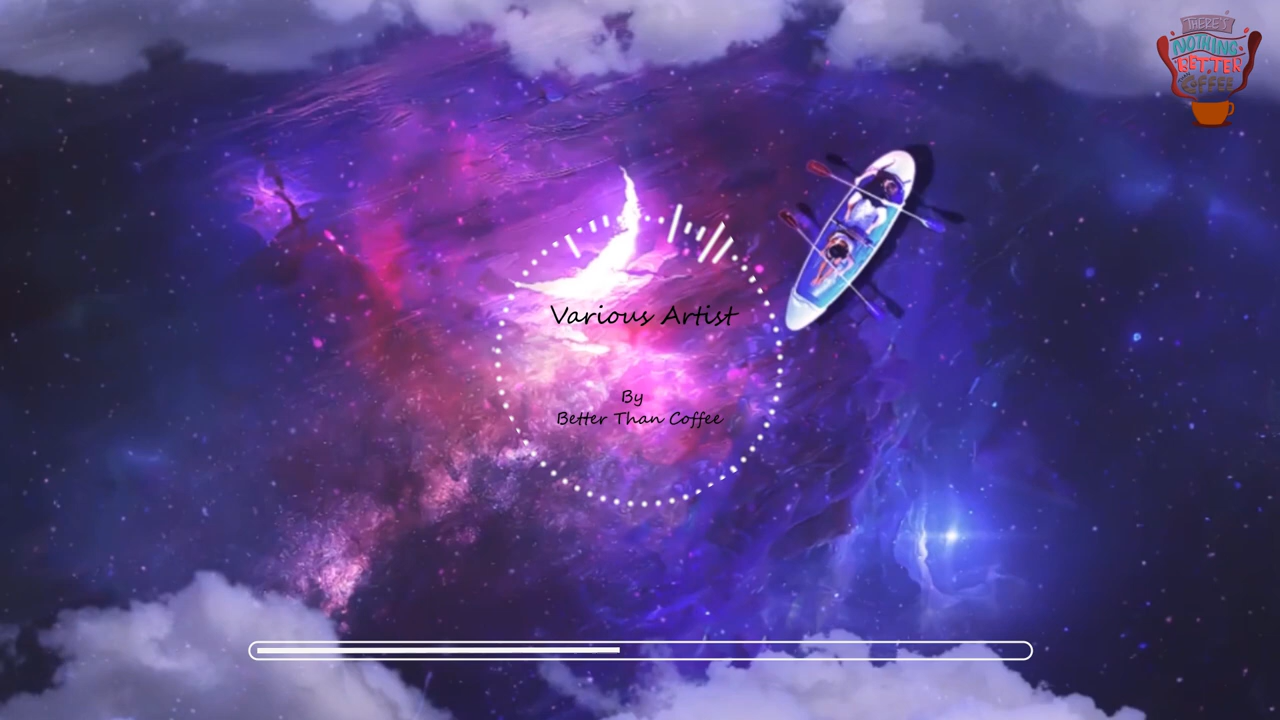 THERE'S
NOTHING
BETTER
COFFEE
Various Artist
By
Better Than Coffee